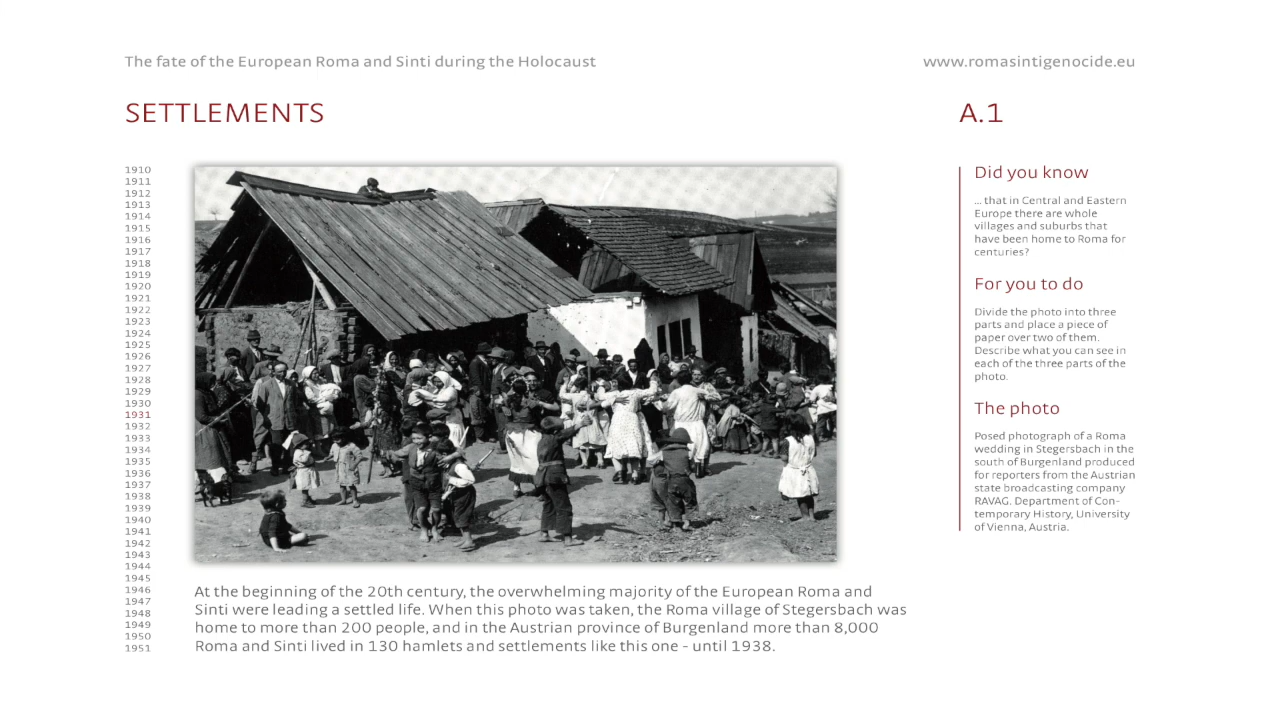 The fate of the European Roma and Sinti during the Holocaust
www.romasintigenocide.eu
SETTLEMENTS
A.1
1910
1911
1912
1913
1914
1915
1916
1917
1918
1919
1920
1921
1922
1923
1924
1925
1926
1927
1928
1929
1930
1931
1932
1933
1934
1935
1936
1937
1938
1939
1940
1941
1942
1943
1944
1945
1946
1947
1948
1949
1950
1951
At the beginning of the 20th century, the overwhelming majority of the European Roma and
Sinti were leading a settled life. When this photo was taken, the Roma village of Stegersbach was
home to more than 200 people, and in the Austrian province of Burgenland more than 8,000
Roma and Sinti lived in 130 hamlets and settlements like this one - until 1938.
Did you know
... that in Central and Eastern
Europe there are whole
villages and suburbs that
have been home to Roma for
centuries?
For you to do
Divide the photo into three
parts and place a piece of
paper over two of them.
Describe what you can see in
each of the three parts of the
photo.
The photo
Posed photograph of a Roma
wedding in Stegersbach in the
south of Burgenland produced
for reporters from the Austrian
state broadcasting company
RAVAG. Department of Con-
temporary History, University
of Vienna, Austria.